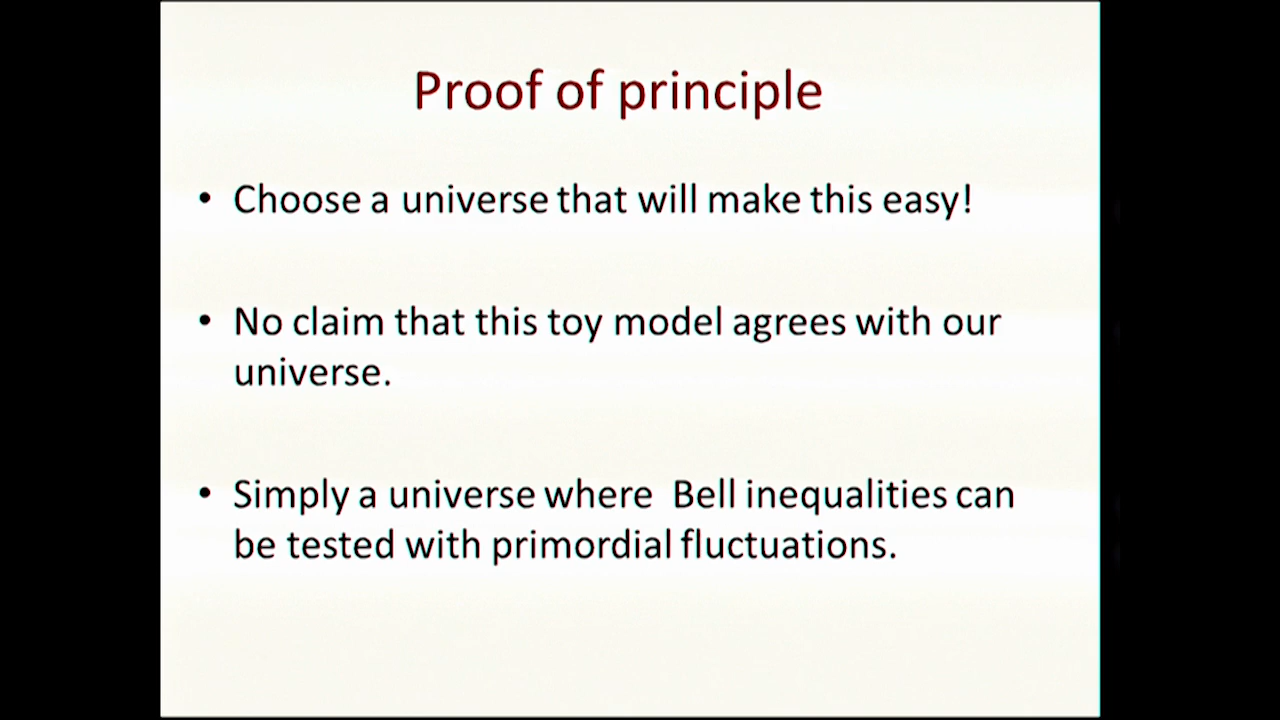 Proof of principle
• Choose a universe that will make this easy!
• No claim that this toy model agrees with our
universe.
• Simply a universe where  Bell inequalities can
be tested with primordial fluctuations.